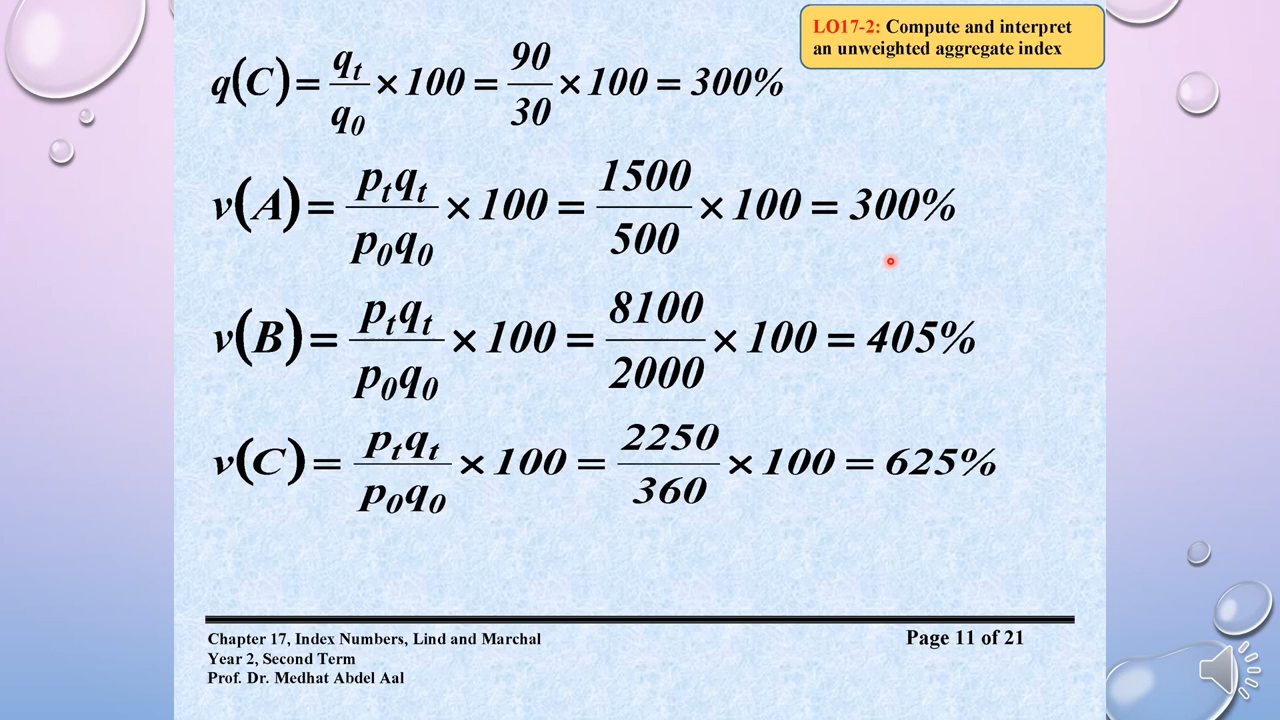 LO17-2: Compute and interpret
an unweighted aggregate index
q(C) = qₜ/q₀ × 100 = 90/30 × 100 = 300%
v(A) = pₜqₜ/p₀q₀ × 100 = 1500/500 × 100 = 300%
v(B) = pₜqₜ/p₀q₀ × 100 = 8100/2000 × 100 = 405%
v(C) = pₜqₜ/p₀q₀ × 100 = 2250/360 × 100 = 625%
Chapter 17, Index Numbers, Lind and Marchal Page 11 of 21
Year 2, Second Term
Prof. Dr. Medhat Abdel Aal